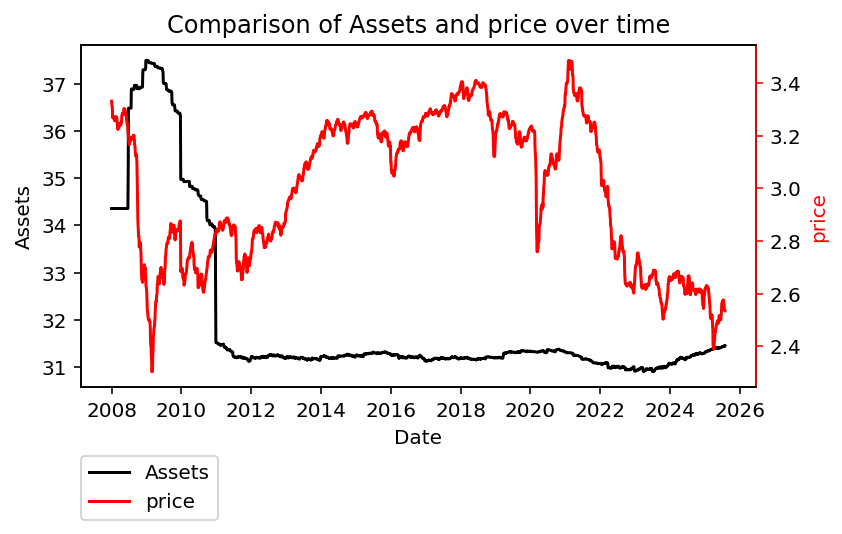 Comparison of Assets and price over time
37
36
35
34
33
32
31
Assets
3.4
3.2
3.0
2.8
2.6
2.4
price
2008 2010 2012 2014 2016 2018 2020 2022 2024 2026
Date
Assets
price